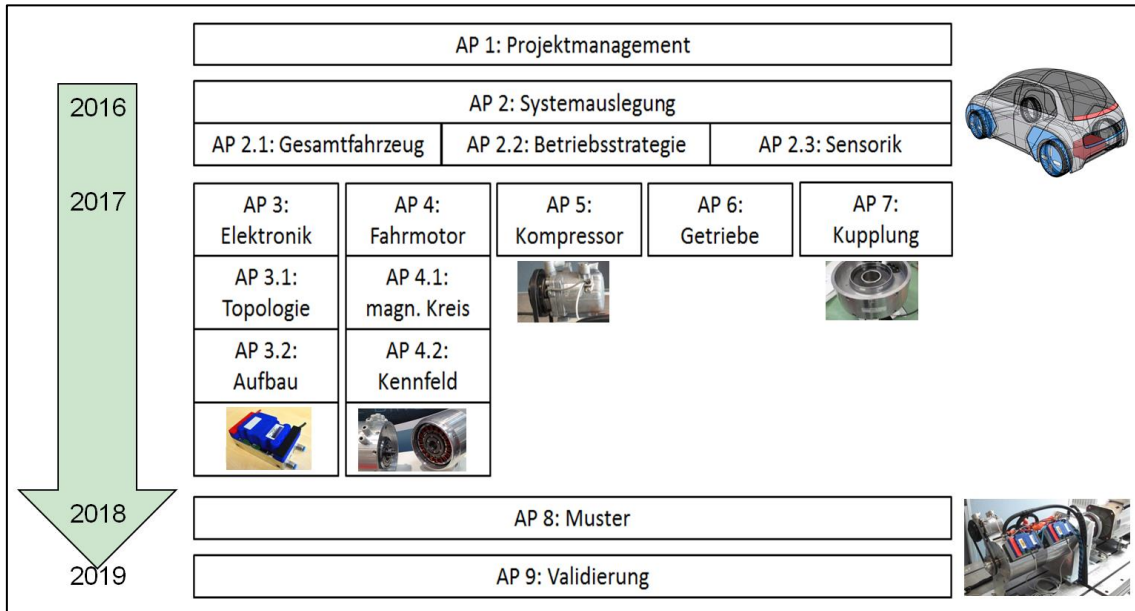 AP 1: Projektmanagement
2016
AP 2: Systemauslegung
AP 2.1: Gesamtfahrzeug
AP 2.2: Betriebsstrategie
AP 2.3: Sensorik
2017
AP 3:
Elektronik
AP 4:
Fahrmotor
AP 5:
Kompressor
AP 6:
Getriebe
AP 7:
Kupplung
AP 3.1:
Topologie
AP 4.1:
magn. Kreis
AP 3.2:
Aufbau
AP 4.2:
Kennfeld
2018
AP 8: Muster
2019
AP 9: Validierung